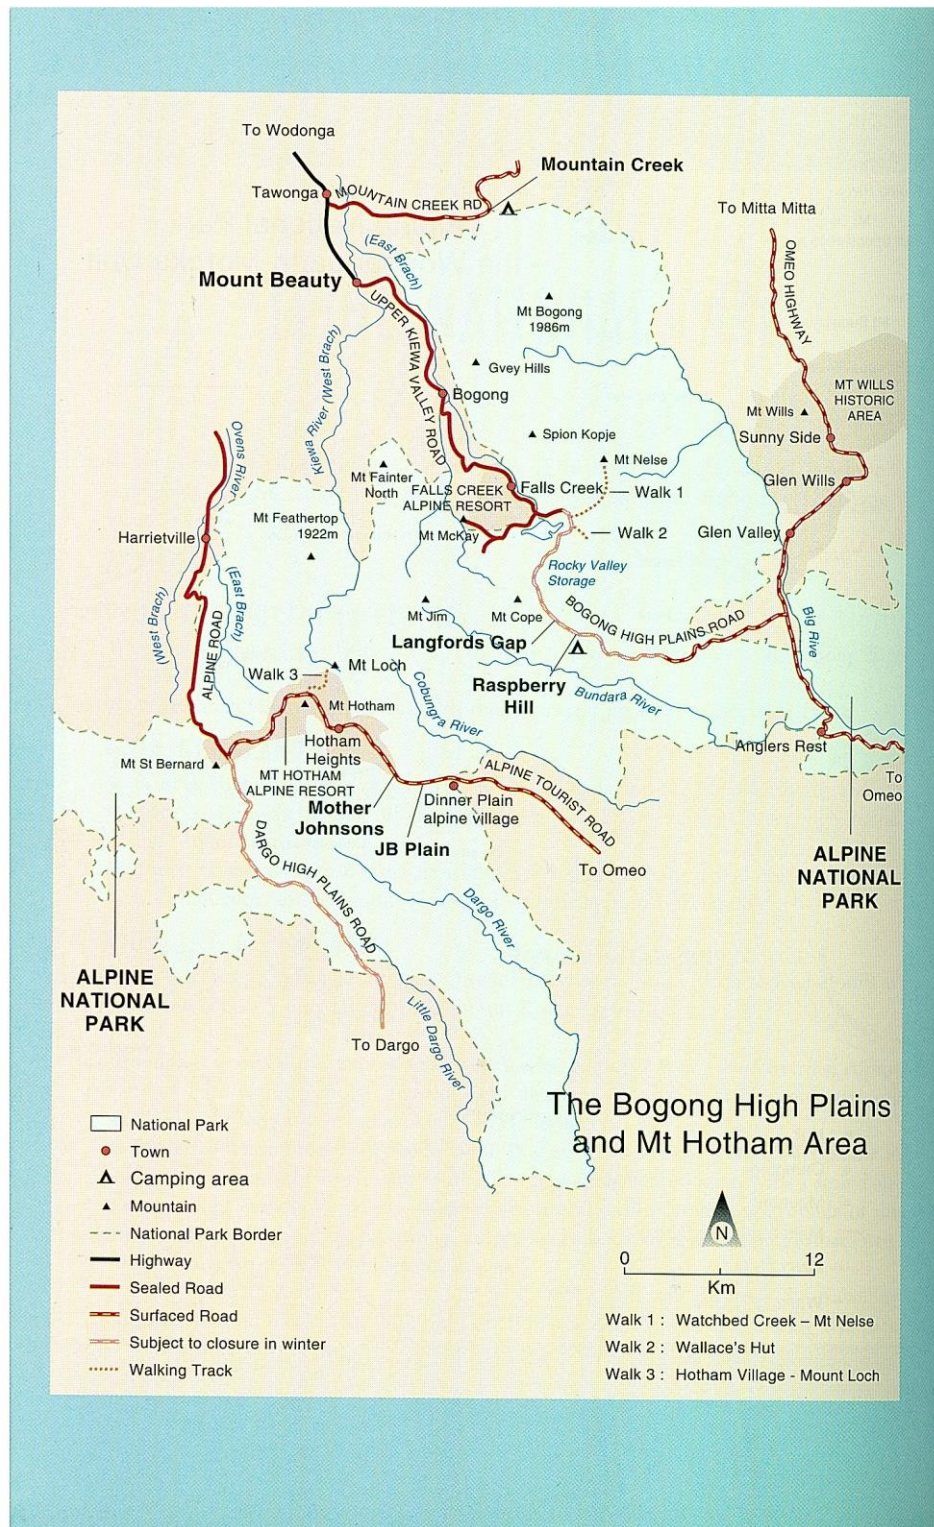 To Wodonga
Mountain Creek
Tawonga
MOUNTAIN CREEK RD
To Mitta Mitta
(East Brach)
OMEO HIGHWAY
Mount Beauty
UPPER KIEWA VALLEY ROAD
Mt Bogong
1986m
Kiewa River (West Brach)
Gvey Hills
MT WILLS
HISTORIC
AREA
Bogong
Mt Wills
Ovens River
Spion Kopje
Sunny Side
Mt Nelse
Mt Fainter
North
FALLS CREEK
ALPINE RESORT
Falls Creek
Walk 1
Glen Wills
Mt Feathertop
1922m
Harrietville
Mt McKay
Walk 2
Glen Valley
Rocky Valley
Storage
(West Brach)
(East Brach)
ALPINE ROAD
Mt Jim
Mt Cope
BOGONG HIGH PLAINS ROAD
Big Rive
Langfords Gap
Walk 3
Mt Loch
Raspberry
Hill
Bundara River
Cobungra River
Mt Hotham
Hotham
Heights
Anglers Rest
Mt St Bernard
MT HOTHAM
ALPINE RESORT
ALPINE TOURIST ROAD
To
Omeo
Mother
Johnsons
Dinner Plain
alpine village
JB Plain
DARGO HIGH PLAINS ROAD
To Omeo
ALPINE
NATIONAL
PARK
Dargo River
ALPINE
NATIONAL
PARK
To Dargo
Little Dargo River
The Bogong High Plains
and Mt Hotham Area
National Park
Town
Camping area
Mountain
National Park Border
Highway
Sealed Road
Surfaced Road
Subject to closure in winter
Walking Track
N
0 12
Km
Walk 1 : Watchbed Creek – Mt Nelse
Walk 2 : Wallace's Hut
Walk 3 : Hotham Village - Mount Loch